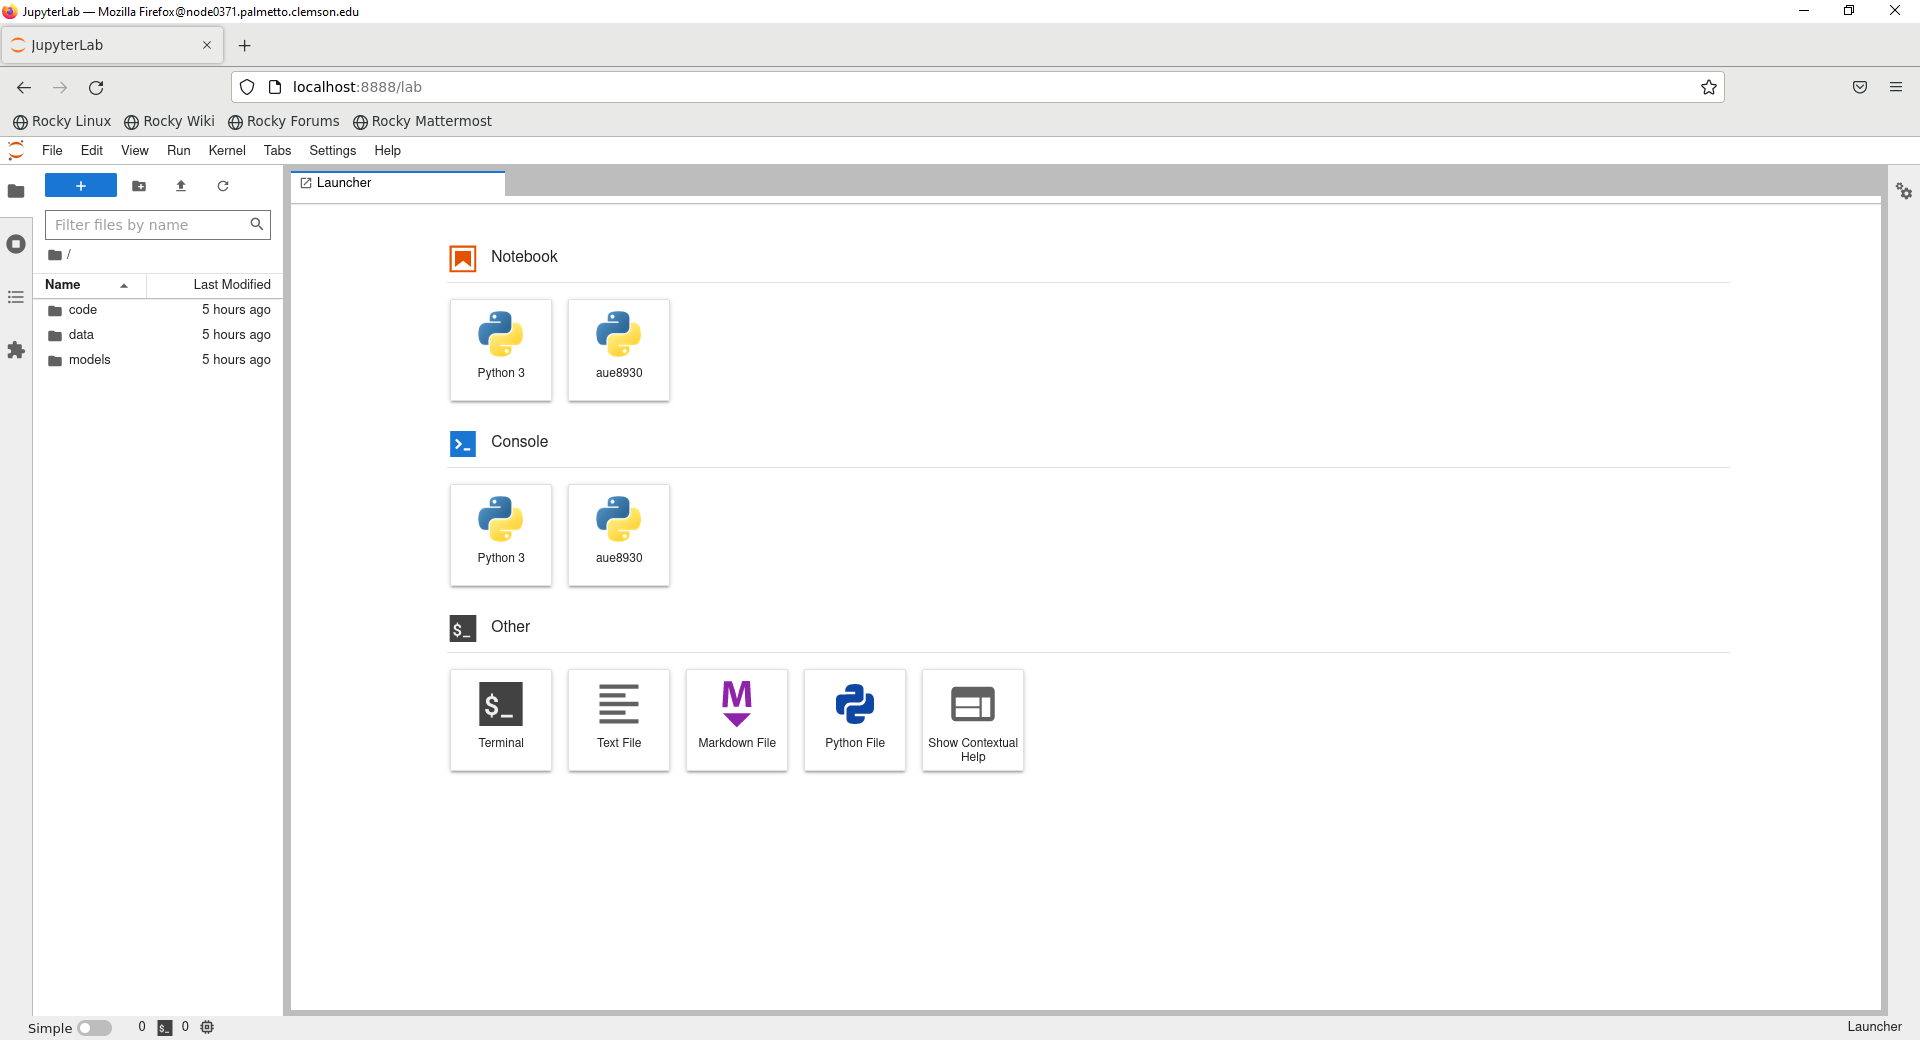 JupyterLab — Mozilla Firefox@node0371.palmetto.clemson.edu
JupyterLab
localhost:8888/lab
Rocky Linux Rocky Wiki Rocky Forums Rocky Mattermost
File Edit View Run Kernel Tabs Settings Help
Launcher
Filter files by name
/
Name Last Modified
code 5 hours ago
data 5 hours ago
models 5 hours ago
Notebook
Python 3 aue8930
Console
Python 3 aue8930
$_ Other
$_
Terminal Text File Markdown File Python File Show Contextual
Help
Simple 0 $_ 0 Launcher